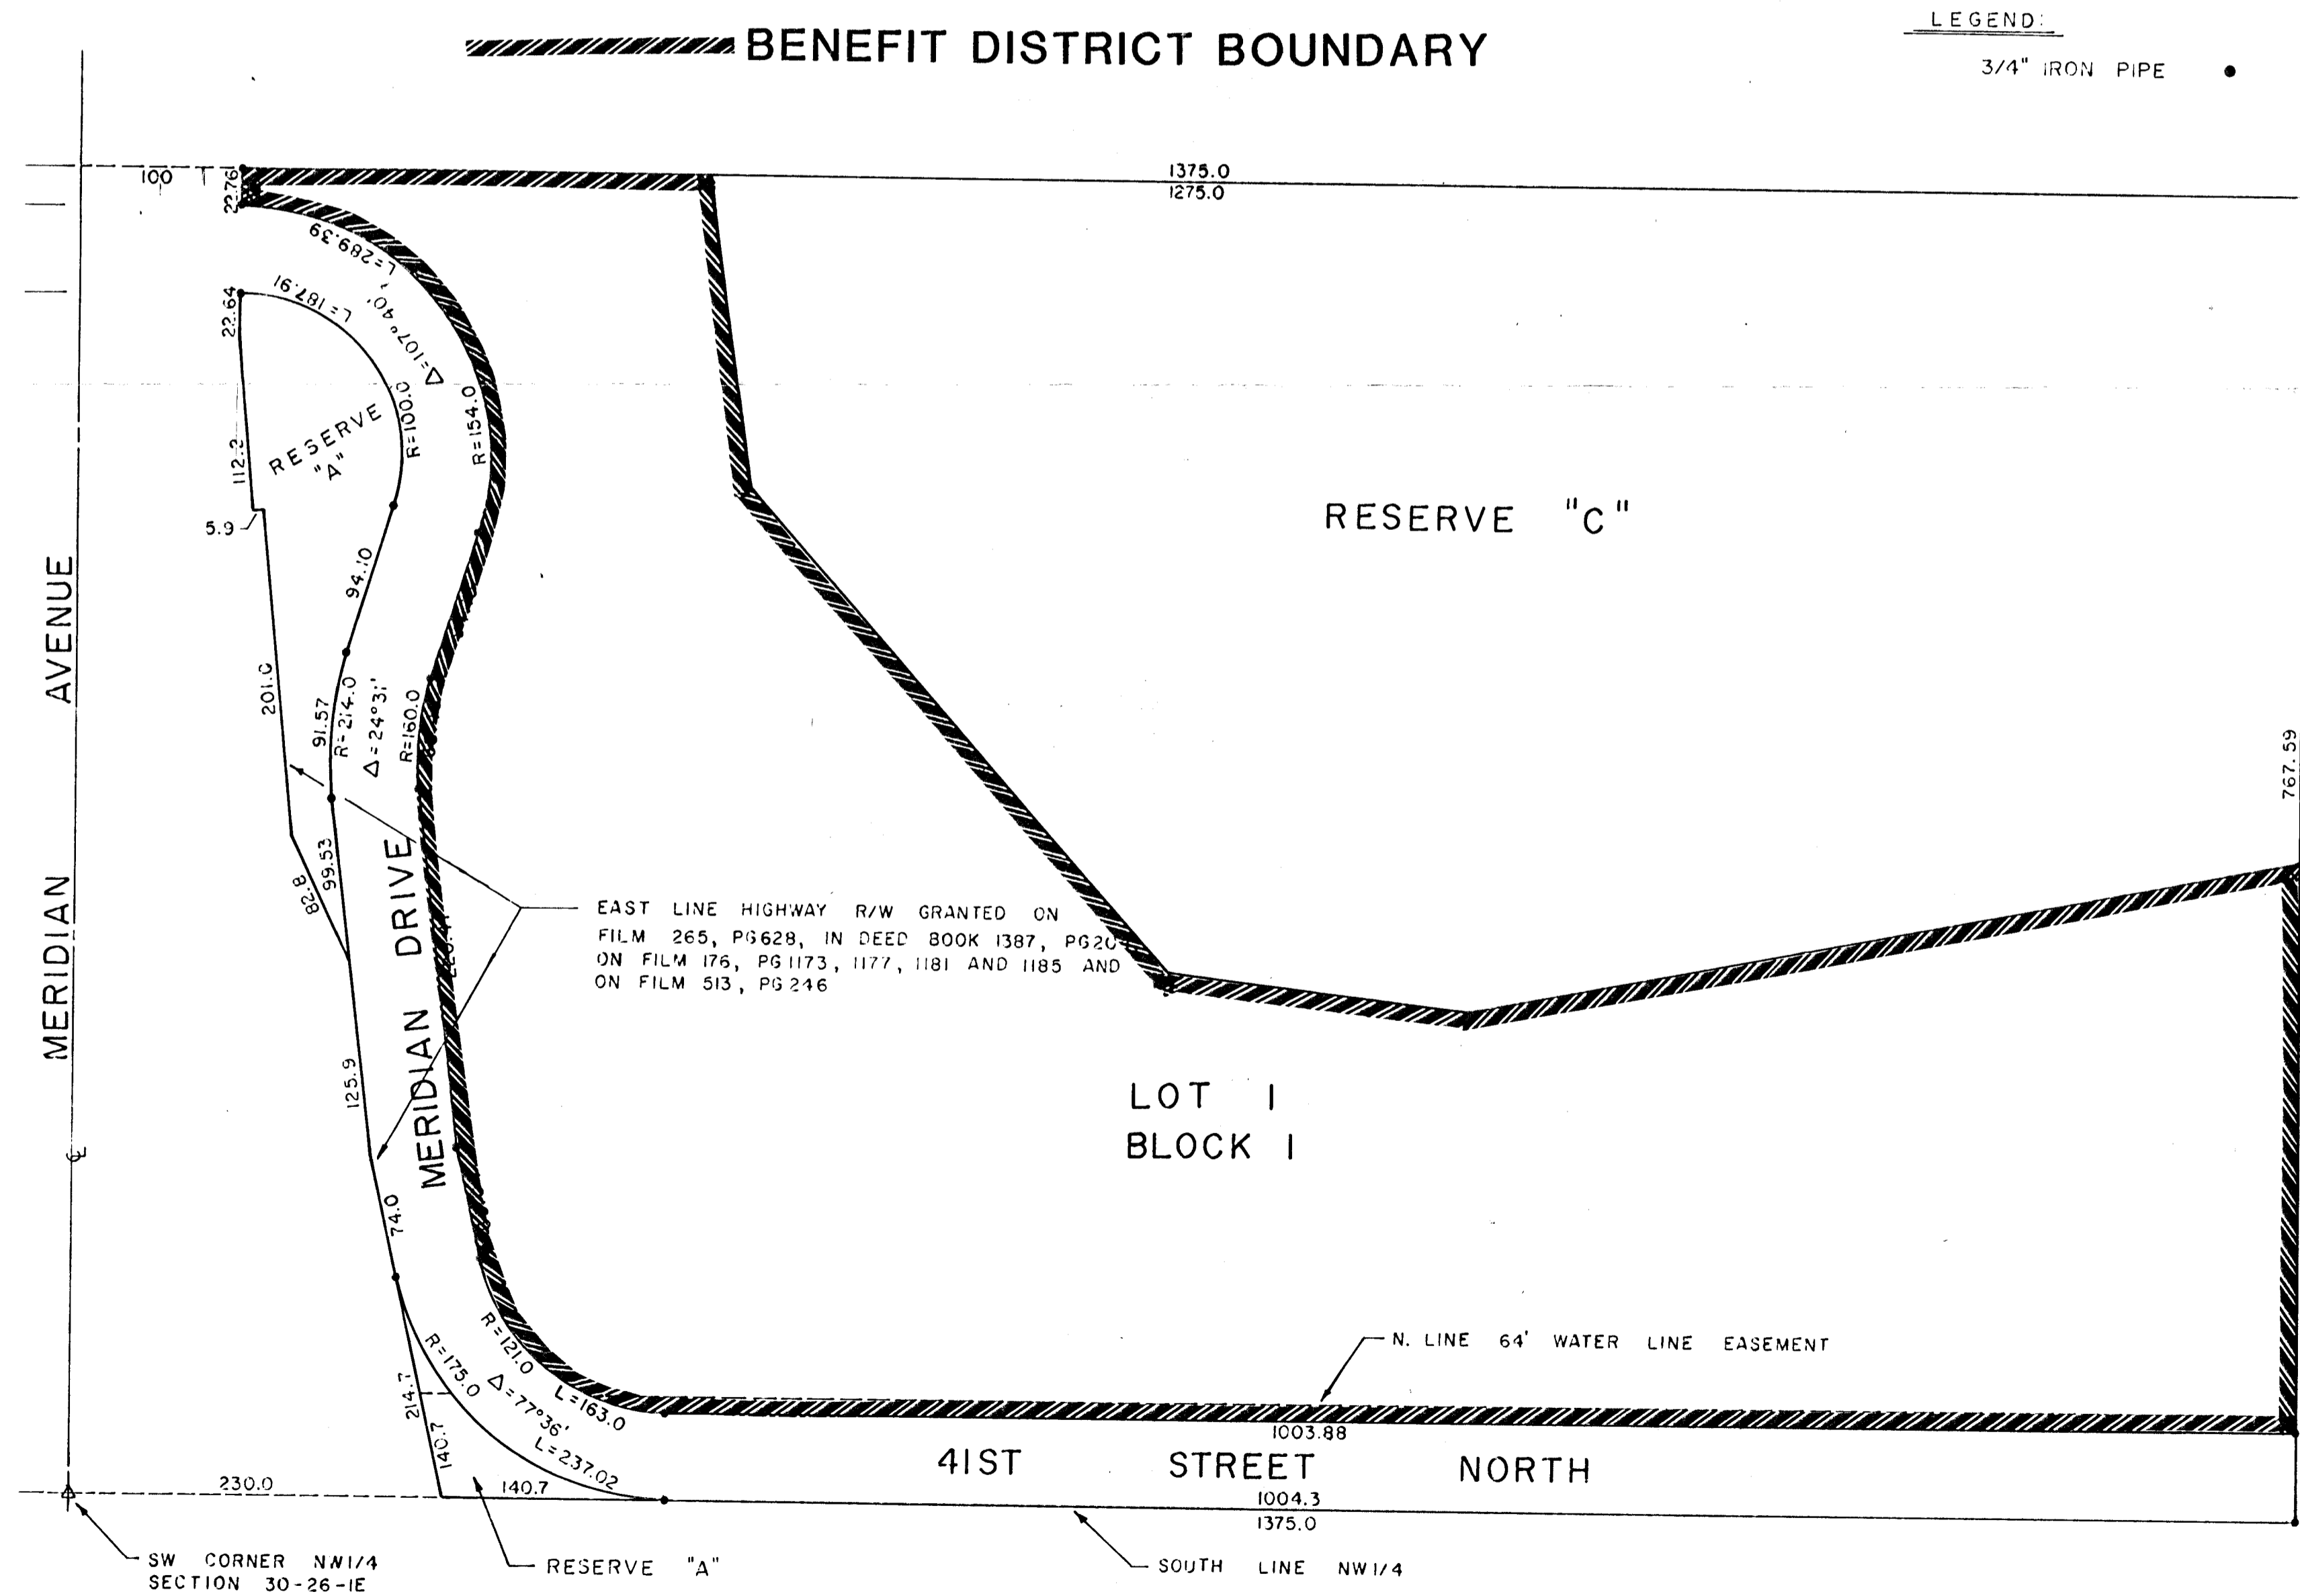 BENEFIT DISTRICT BOUNDARY
LEGEND:
3/4" IRON PIPE
100
22.76
1375.0
1275.0
L=289.39
L=187.91
Δ=107°40'
22.64
R=100.0
R=154.0
RESERVE
"A"
112.2
5.9
RESERVE "C"
94.10
MERIDIAN AVENUE
201.0
91.57
R=214.0
Δ=24°31'
R=160.0
767.59
99.53
82.8
MERIDIAN DRIVE
EAST LINE HIGHWAY R/W GRANTED ON
FILM 265, PG628, IN DEED BOOK 1387, PG20
ON FILM 176, PG1173, 1177, 1181 AND 1185 AND
ON FILM 513, PG246
125.9
LOT 1
BLOCK 1
74.0
R=121.0
R=175.0
Δ=77°36'
L=163.0
L=237.02
214.7
140.7
N. LINE 64' WATER LINE EASEMENT
1003.88
41ST STREET NORTH
230.0
140.7
1004.3
1375.0
SW CORNER NW1/4
SECTION 30-26-1E
RESERVE "A"
SOUTH LINE NW1/4